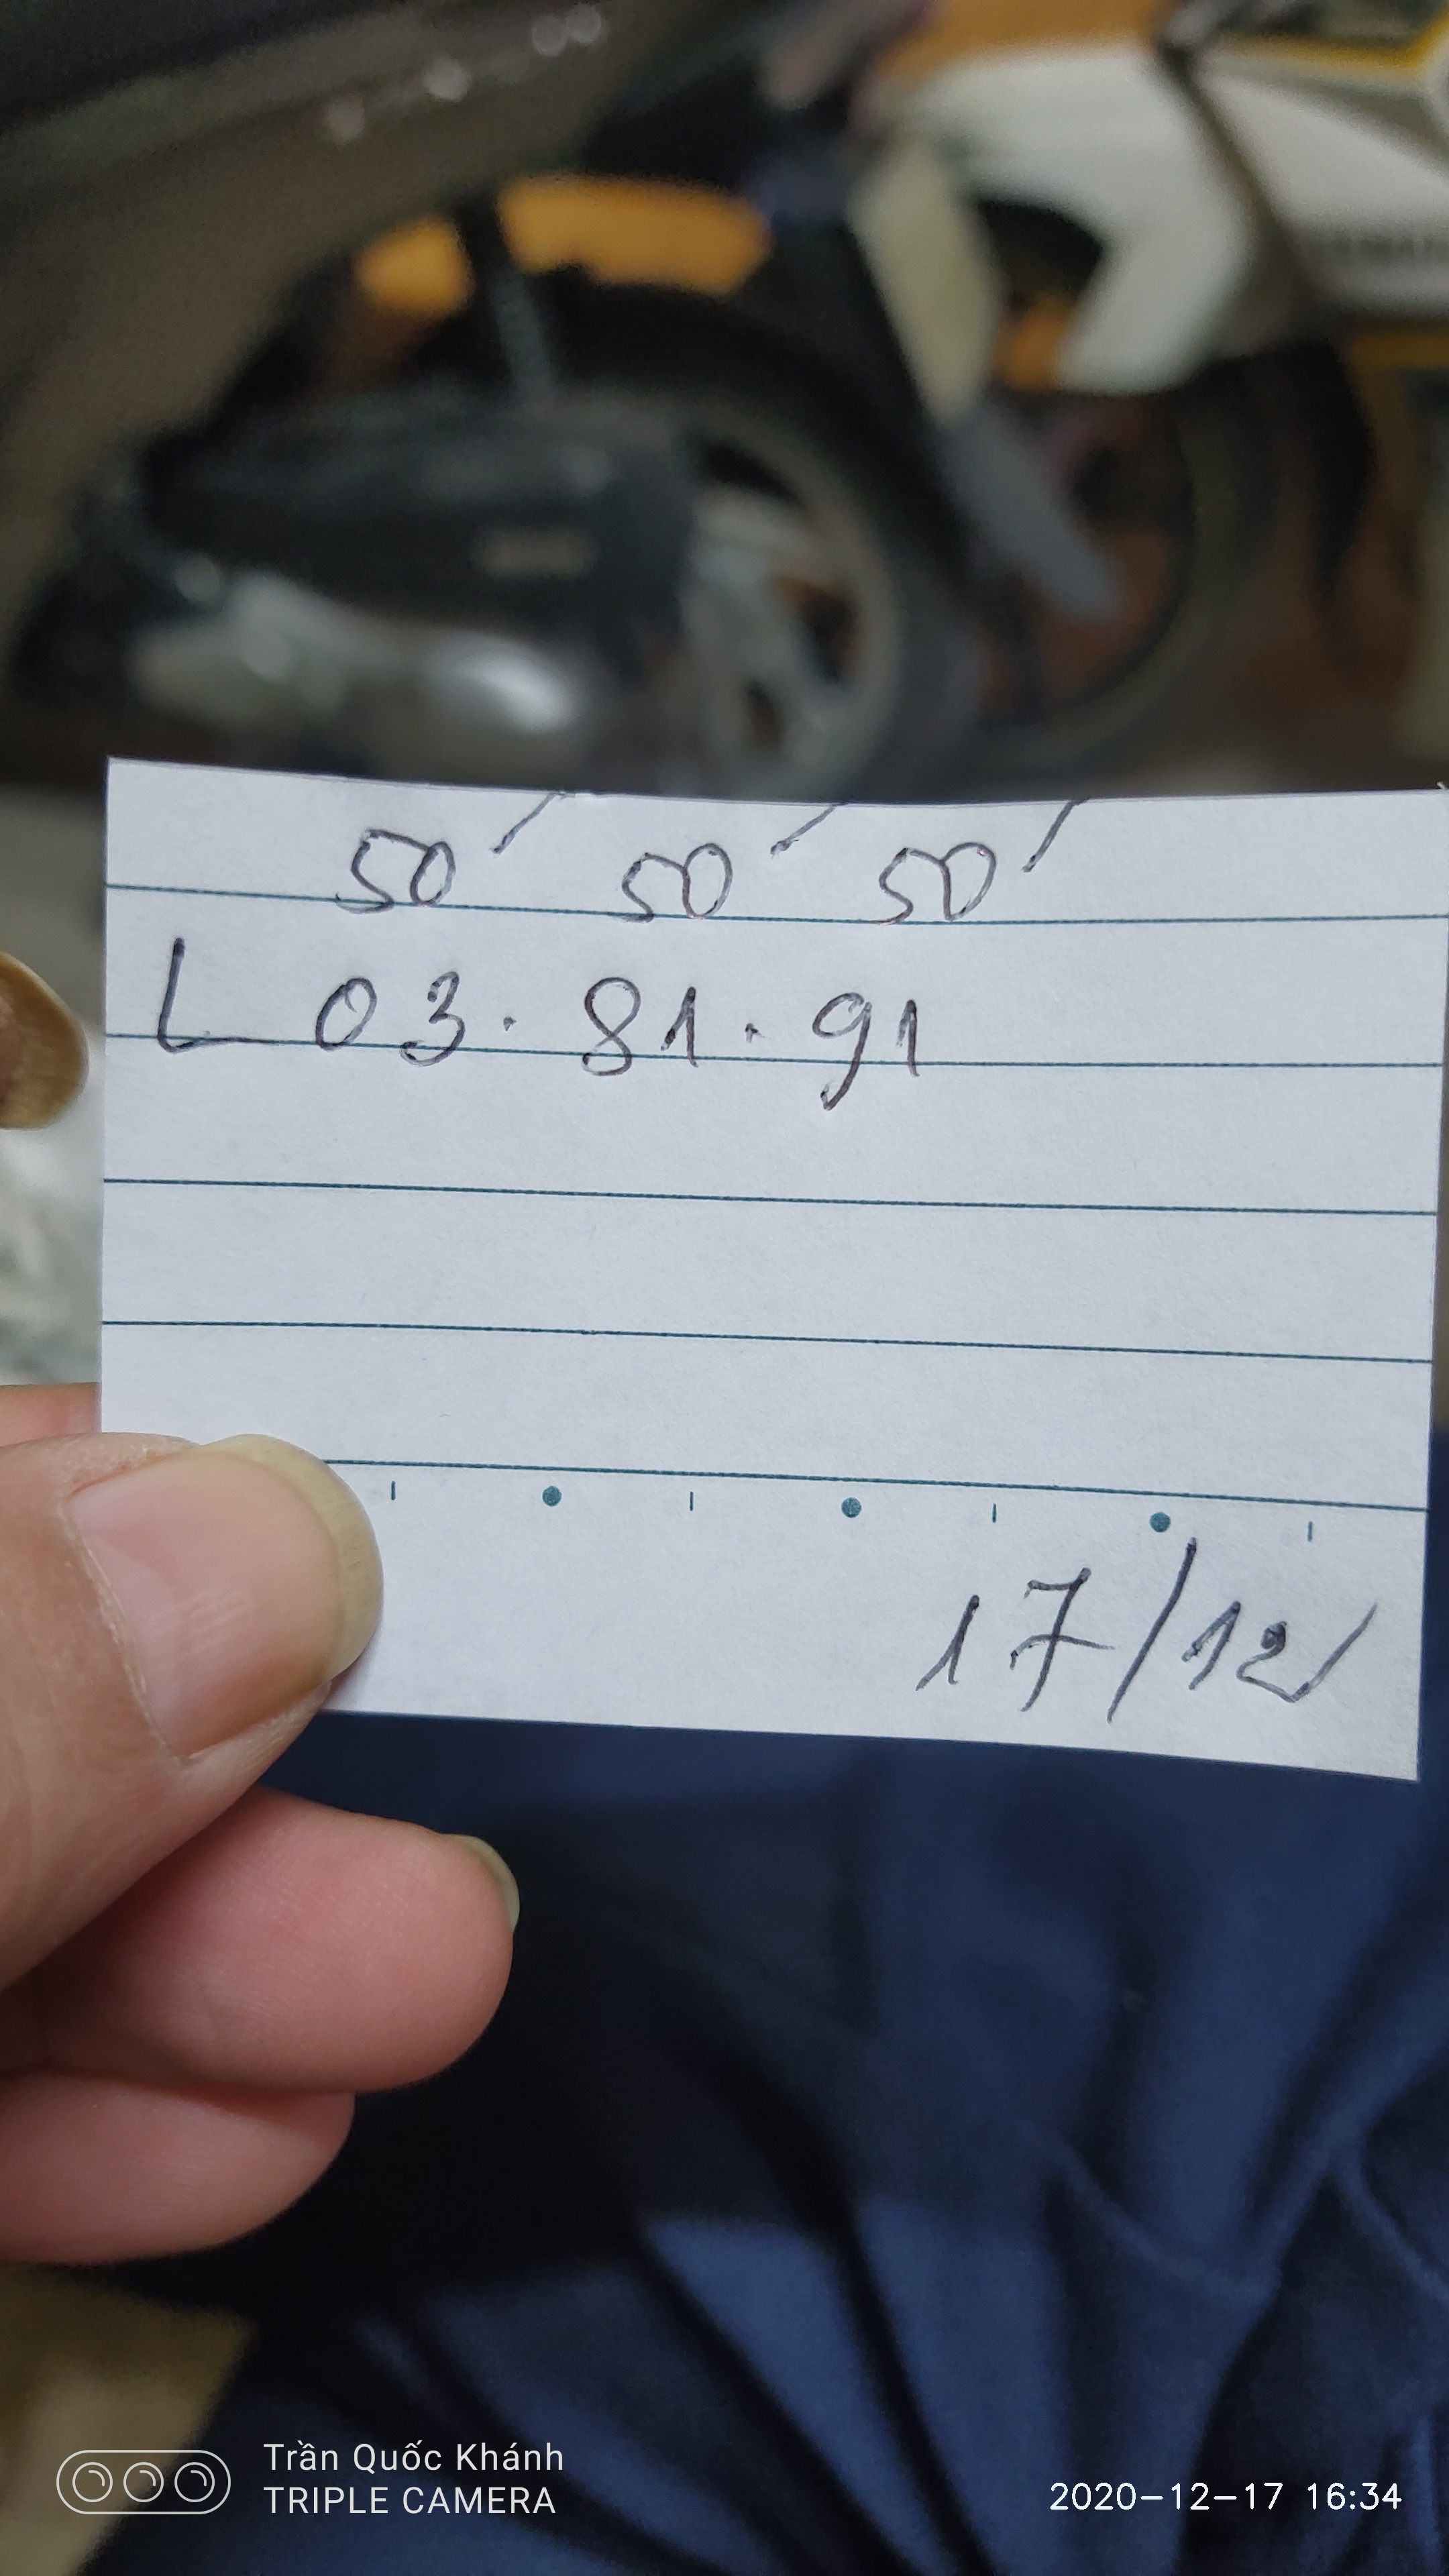 50´ 50´ 50´
L 03. 81. 91
17/12
Trần Quốc Khánh
TRIPLE CAMERA
2020-12-17 16:34